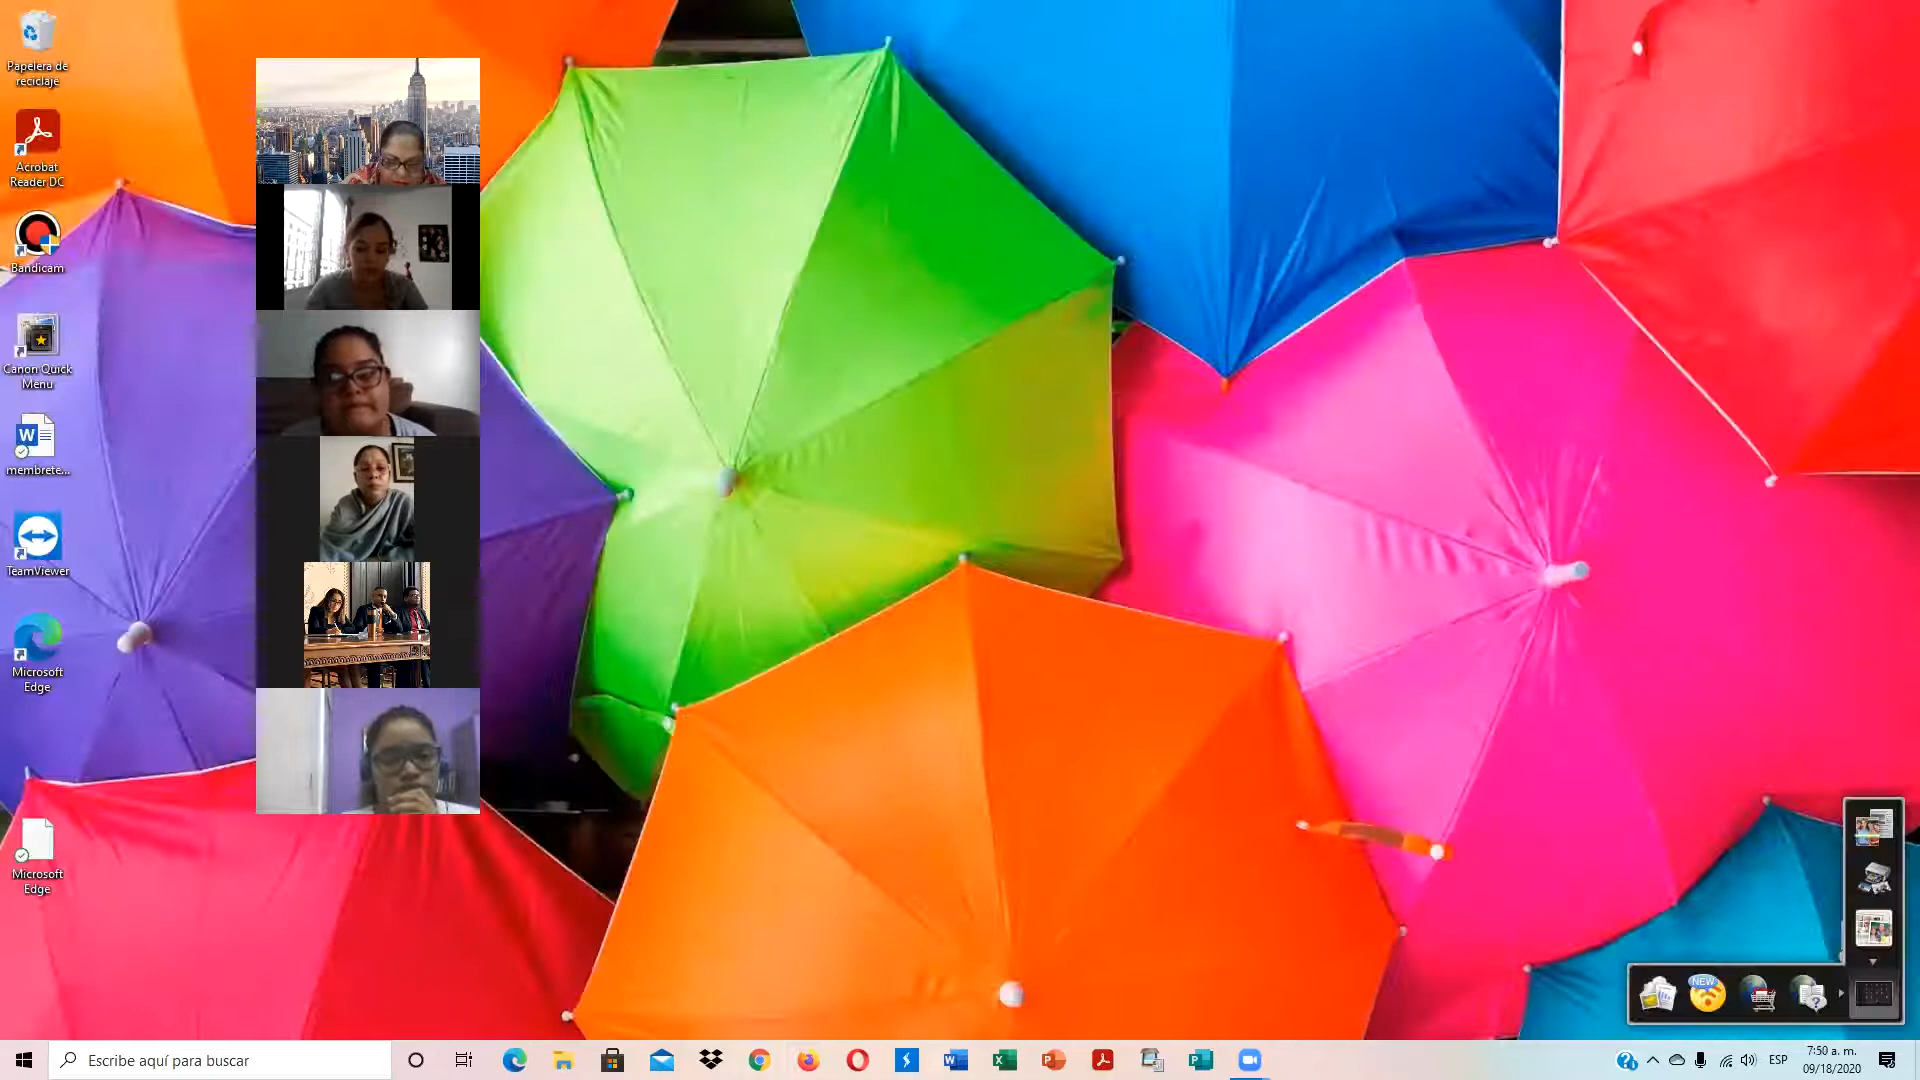 Papelera de
reciclaje
Acrobat
Reader DC
Bandicam
Canon Quick
Menu
membrete...
TeamViewer
Microsoft
Edge
Microsoft
Edge
NEW
Escribe aquí para buscar
ESP
7:50 a. m.
09/18/2020